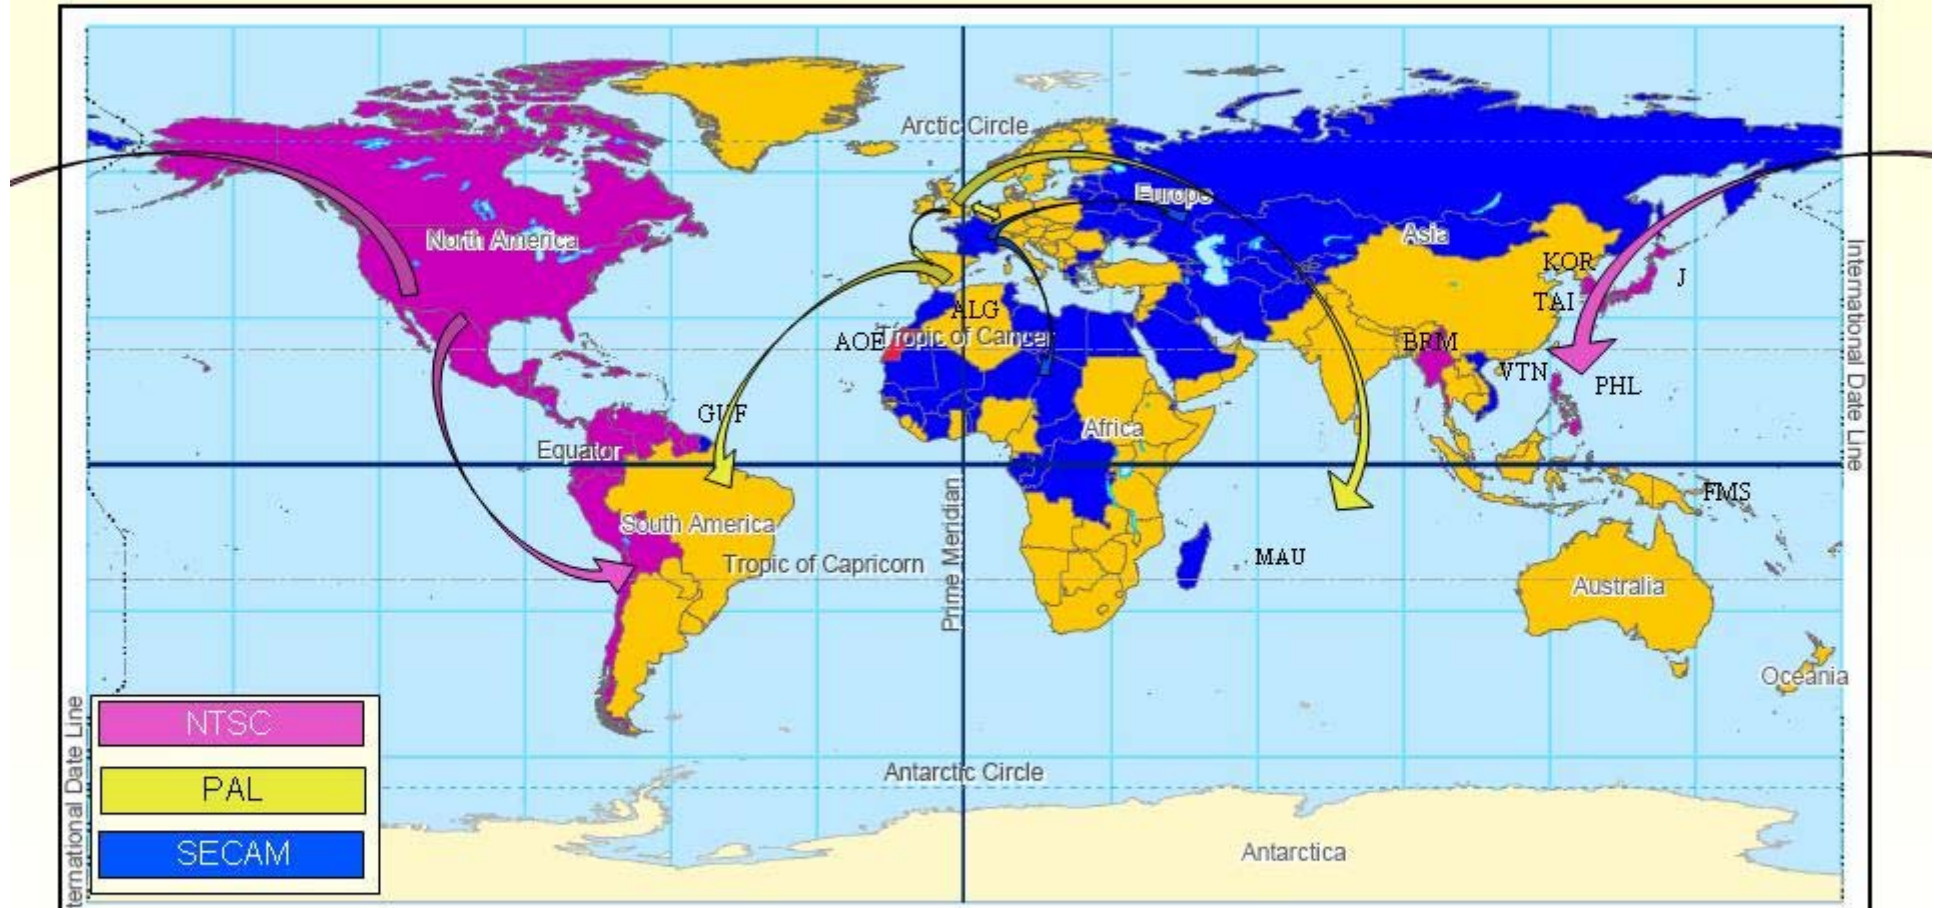 Arctic Circle
Europe
North America
Asia
International Date Line
KOR
J
TAI
ALG
AOE
Tropic of Cancer
BRM
VTN
PHL
GUF
Africa
Equator
FMS
South America
Prime Meridian
MAU
Tropic of Capricorn
Australia
Oceania
NTSC
PAL
SECAM
ternational Date Line
Antarctic Circle
Antarctica